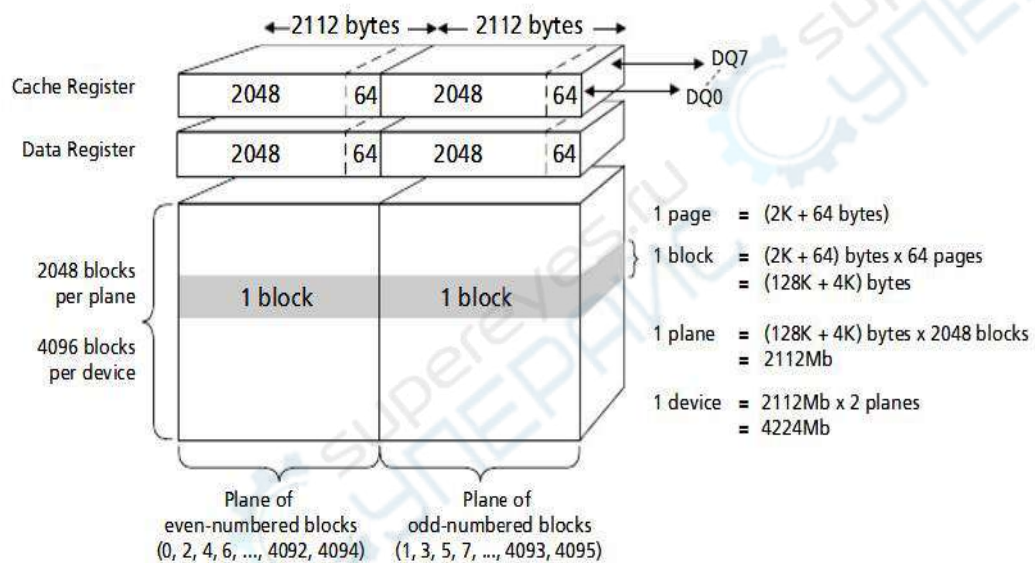 2112 bytes 2112 bytes
DQ7
DQ0
Cache Register
2048 64 2048 64
Data Register
2048 64 2048 64
2048 blocks
per plane
4096 blocks
per device
1 block 1 block
1 page = (2K + 64 bytes)
1 block = (2K + 64) bytes x 64 pages
= (128K + 4K) bytes
1 plane = (128K + 4K) bytes x 2048 blocks
= 2112Mb
1 device = 2112Mb x 2 planes
= 4224Mb
Plane of
even-numbered blocks
(0, 2, 4, 6, ..., 4092, 4094)
Plane of
odd-numbered blocks
(1, 3, 5, 7, ..., 4093, 4095)
supereyes.ru
СУПЕРАЙС